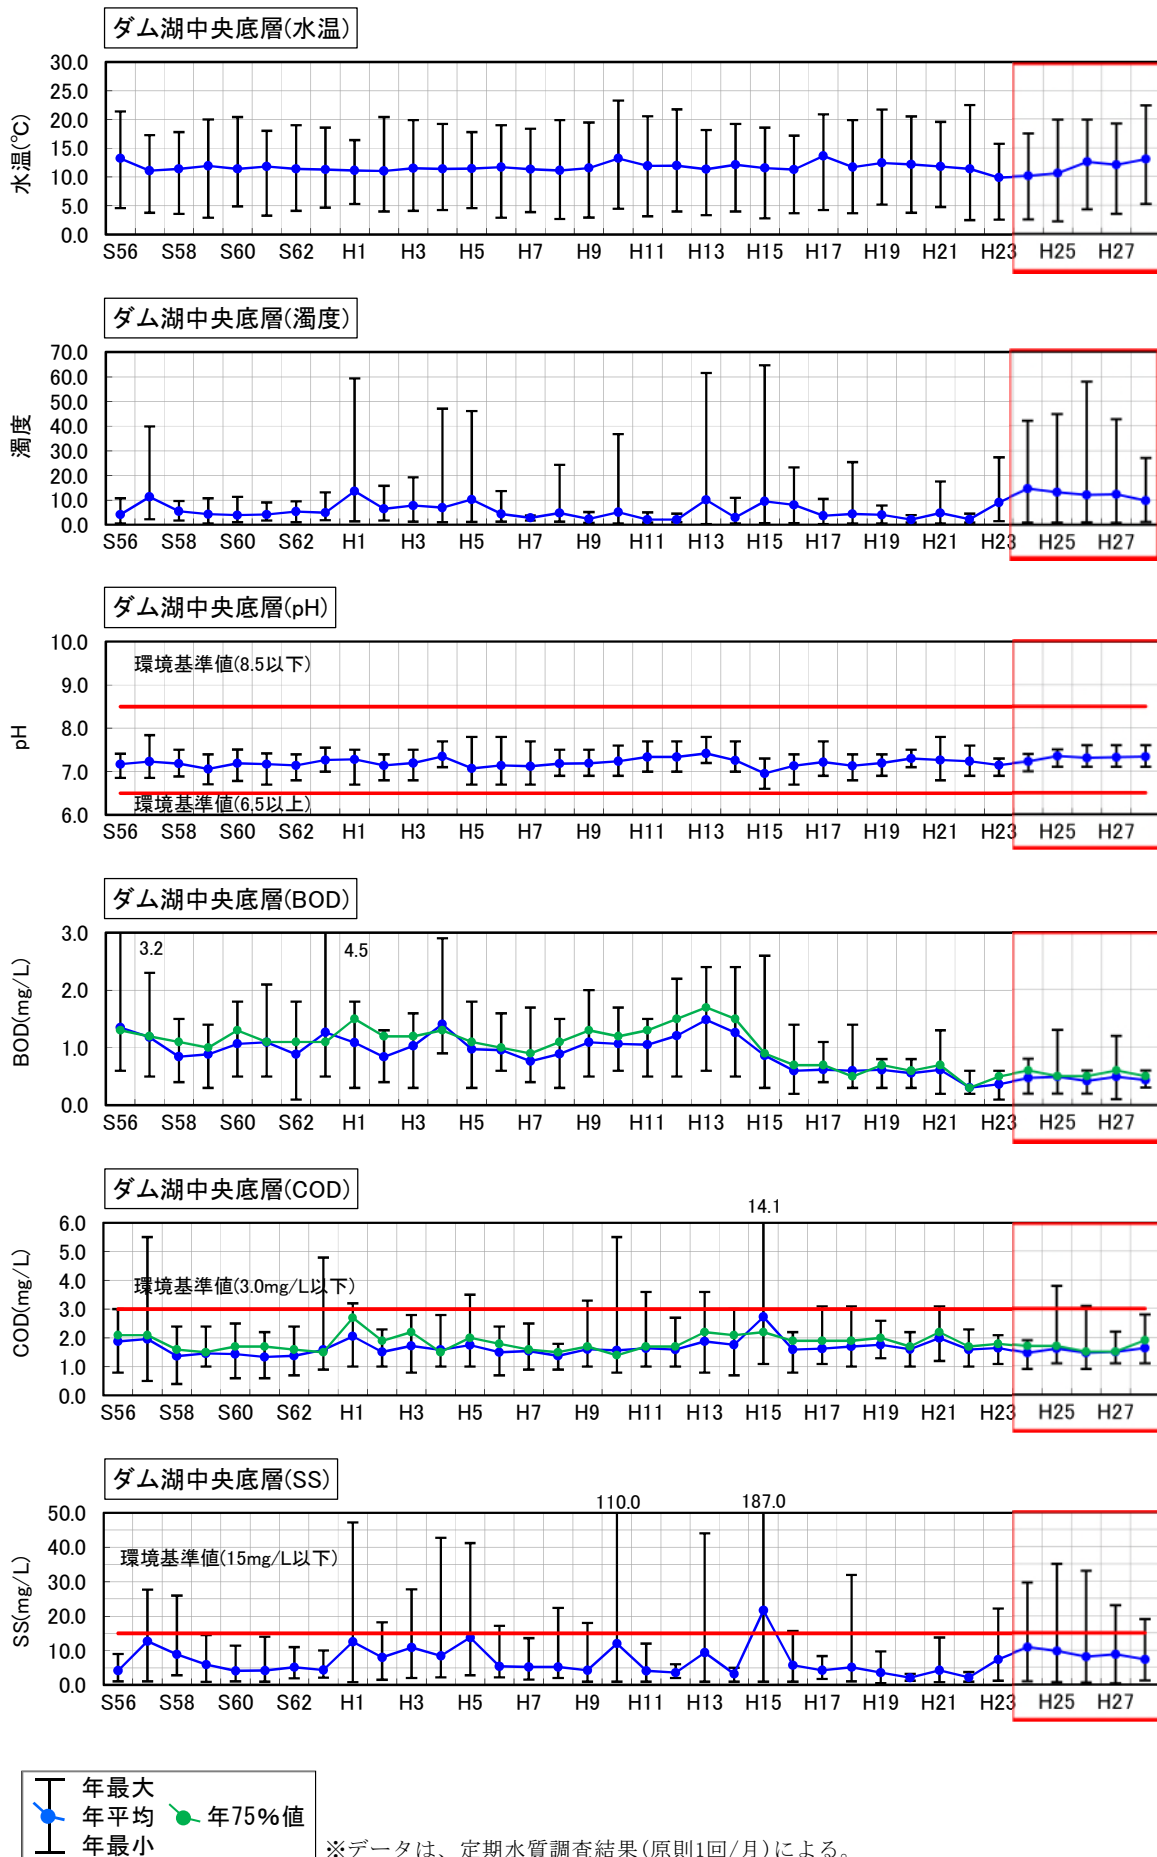 ダム湖中央底層(水温)
水温(℃)
30.0
25.0
20.0
15.0
10.0
5.0
0.0
S56 S58 S60 S62 H1 H3 H5 H7 H9 H11 H13 H15 H17 H19 H21 H23 H25 H27
ダム湖中央底層(濁度)
濁度
70.0
60.0
50.0
40.0
30.0
20.0
10.0
0.0
S56 S58 S60 S62 H1 H3 H5 H7 H9 H11 H13 H15 H17 H19 H21 H23 H25 H27
ダム湖中央底層(pH)
pH
10.0
環境基準値(8.5以下)
9.0
8.0
7.0
環境基準値(6.5以上)
6.0
S56 S58 S60 S62 H1 H3 H5 H7 H9 H11 H13 H15 H17 H19 H21 H23 H25 H27
ダム湖中央底層(BOD)
BOD(mg/L)
3.0
3.2 4.5
2.0
1.0
0.0
S56 S58 S60 S62 H1 H3 H5 H7 H9 H11 H13 H15 H17 H19 H21 H23 H25 H27
ダム湖中央底層(COD)
14.1
COD(mg/L)
6.0
5.0
4.0
環境基準値(3.0mg/L以下)
3.0
2.0
1.0
0.0
S56 S58 S60 S62 H1 H3 H5 H7 H9 H11 H13 H15 H17 H19 H21 H23 H25 H27
ダム湖中央底層(SS)
110.0 187.0
SS(mg/L)
50.0
40.0
環境基準値(15mg/L以下)
30.0
20.0
10.0
0.0
S56 S58 S60 S62 H1 H3 H5 H7 H9 H11 H13 H15 H17 H19 H21 H23 H25 H27
年最大
年平均 年75%値
年最小
※データは、定期水質調査結果(原則1回/月)による。